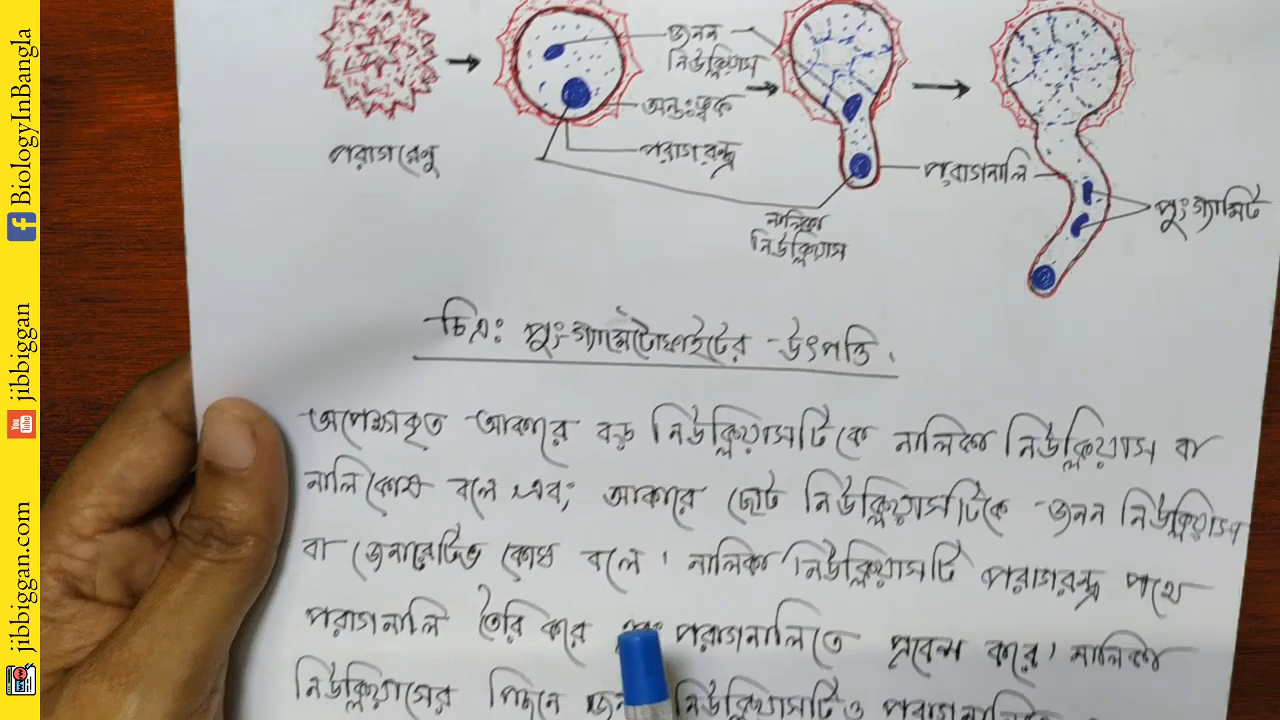 BiologyInBangla
jibbiggan
You Tube
jibbiggan.com
পরাগরেণু
জনন
নিউক্লিয়াস
অন্তঃত্বক
পরাগরন্ধ্র
নালিকা
নিউক্লিয়াস
পরাগনালি
পুংগ্যামিট
চিত্র: পুংগ্যামেটোফাইটের উৎপত্তি.
অপেক্ষাকৃত আকারে বড় নিউক্লিয়াসটিকে নালিকা নিউক্লিয়াস বা
নালিকোষ বলে এবং আকারে ছোট নিউক্লিয়াসটিকে জনন নিউক্লিয়াস
বা জেনারেটিভ কোষ বলে। নালিকা নিউক্লিয়াসটি পরাগরন্ধ্র পথে
পরাগনালি তৈরি করে পরাগনালিতে প্রবেশ করে। নালিকা
নিউক্লিয়াসের পিছনে নিউক্লিয়াসটিও